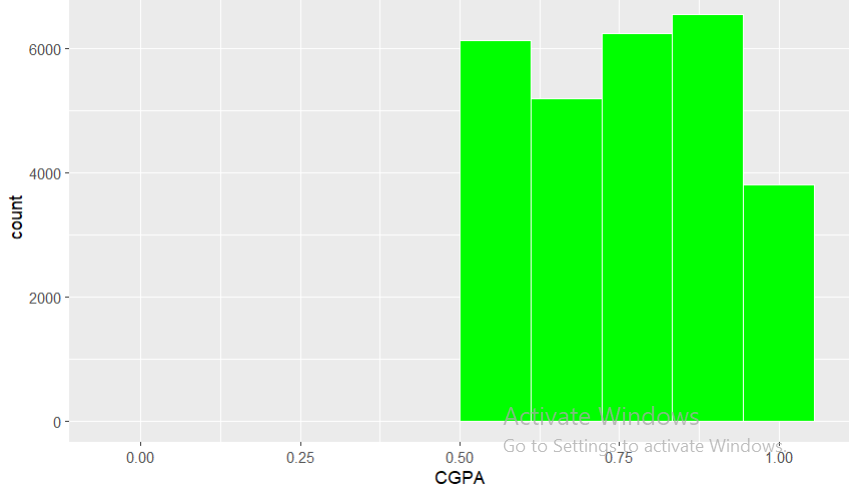 6000
4000
2000
0
count
0.00 0.25 0.50 0.75 1.00
CGPA
Activate Windows
Go to Settings to activate Windows.